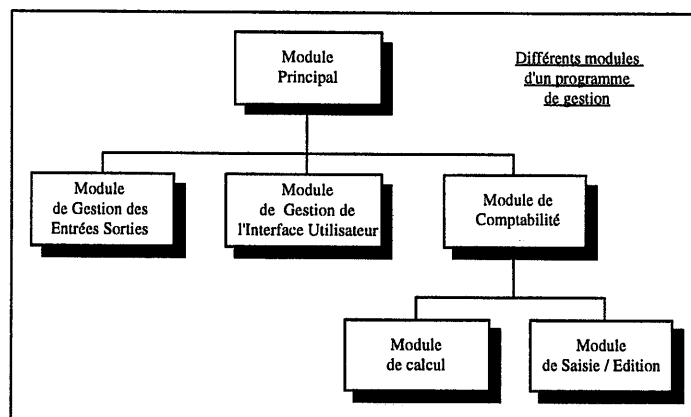 Module
Principal
Différents modules
d'un programme
de gestion
Module
de Gestion des
Entrées Sorties
Module
de Gestion de
l'Interface Utilisateur
Module de
Comptabilité
Module
de calcul
Module
de Saisie / Edition